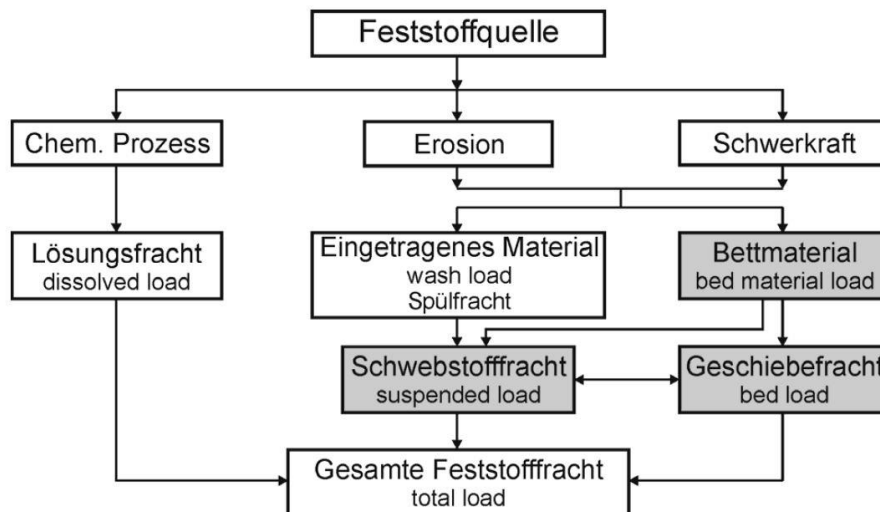 Feststoffquelle
Chem. Prozess
Erosion
Schwerkraft
Lösungsfracht
dissolved load
Eingetragenes Material
wash load
Spülfracht
Bettmaterial
bed material load
Schwebstofffracht
suspended load
Geschiebefracht
bed load
Gesamte Feststofffracht
total load